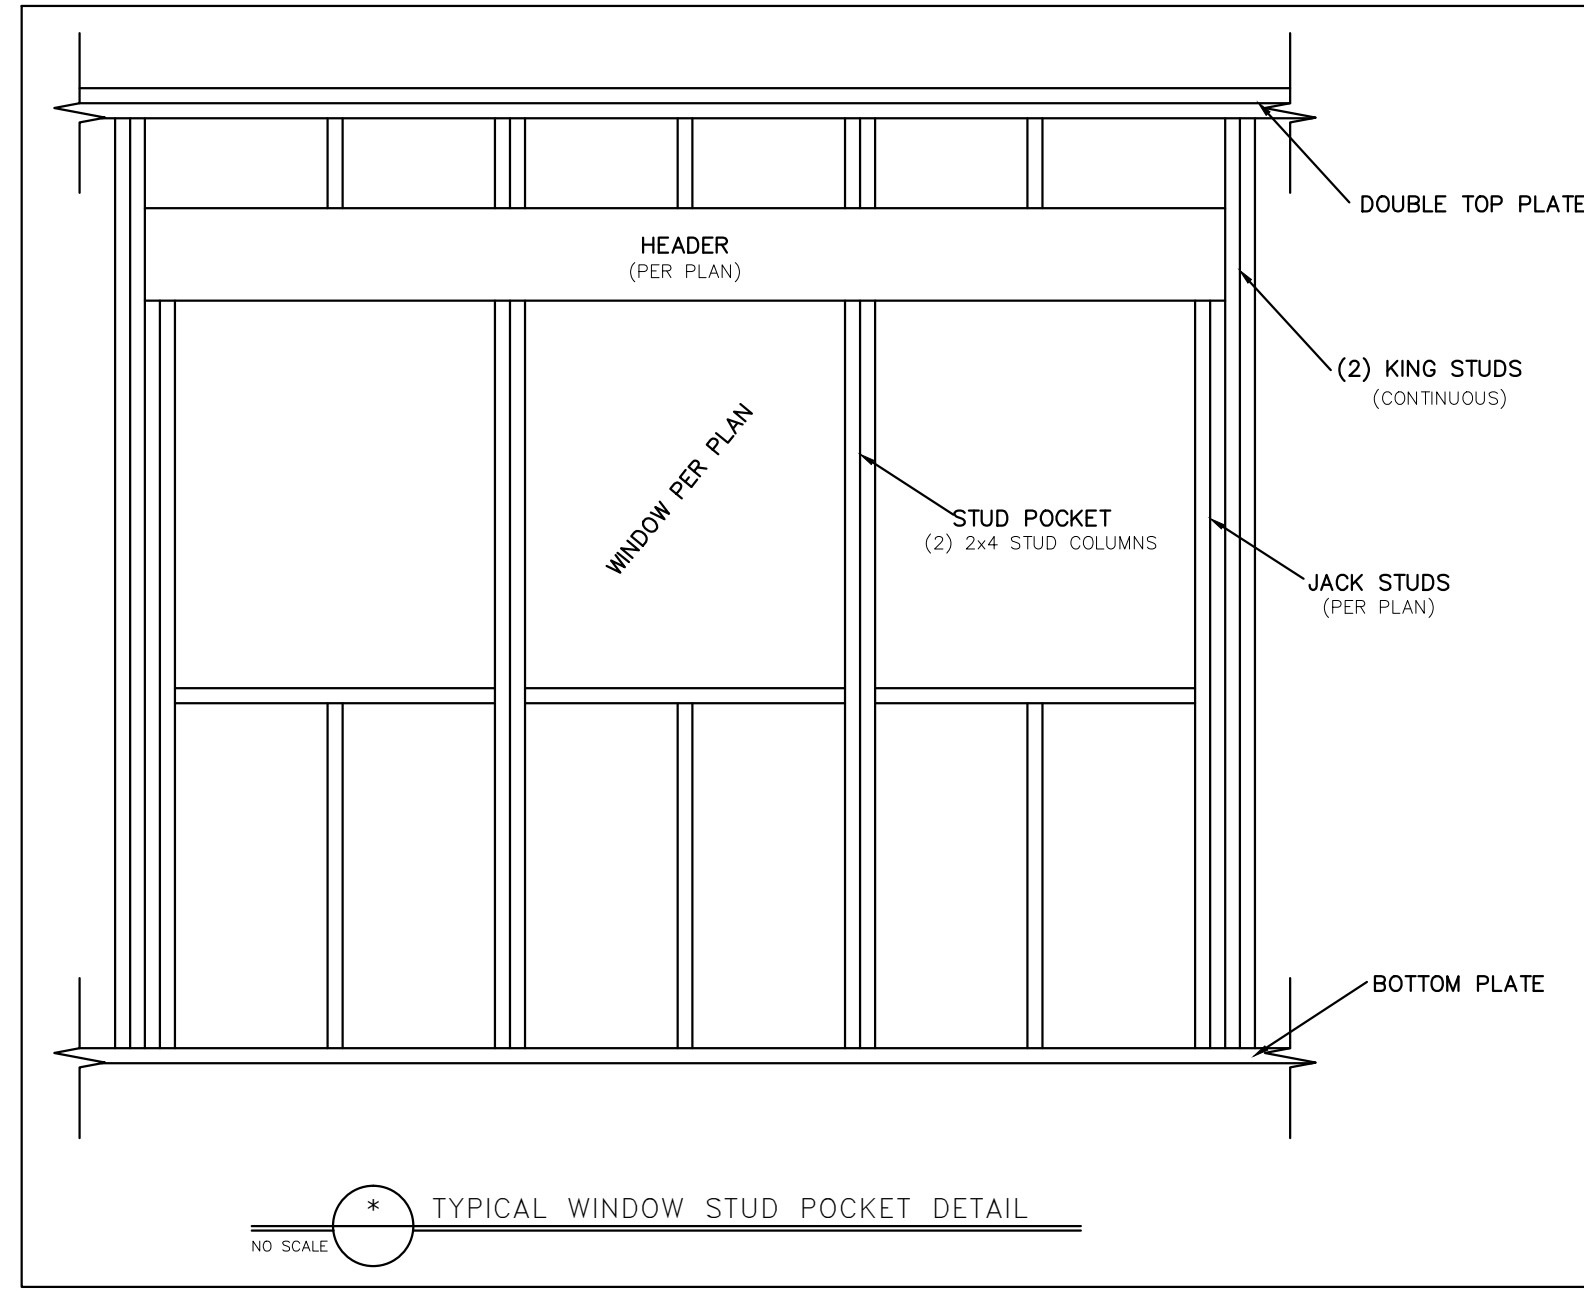 DOUBLE TOP PLATE
HEADER
(PER PLAN)
(2) KING STUDS
(CONTINUOUS)
WINDOW PER PLAN
STUD POCKET
(2) 2x4 STUD COLUMNS
JACK STUDS
(PER PLAN)
BOTTOM PLATE
* TYPICAL WINDOW STUD POCKET DETAIL
NO SCALE